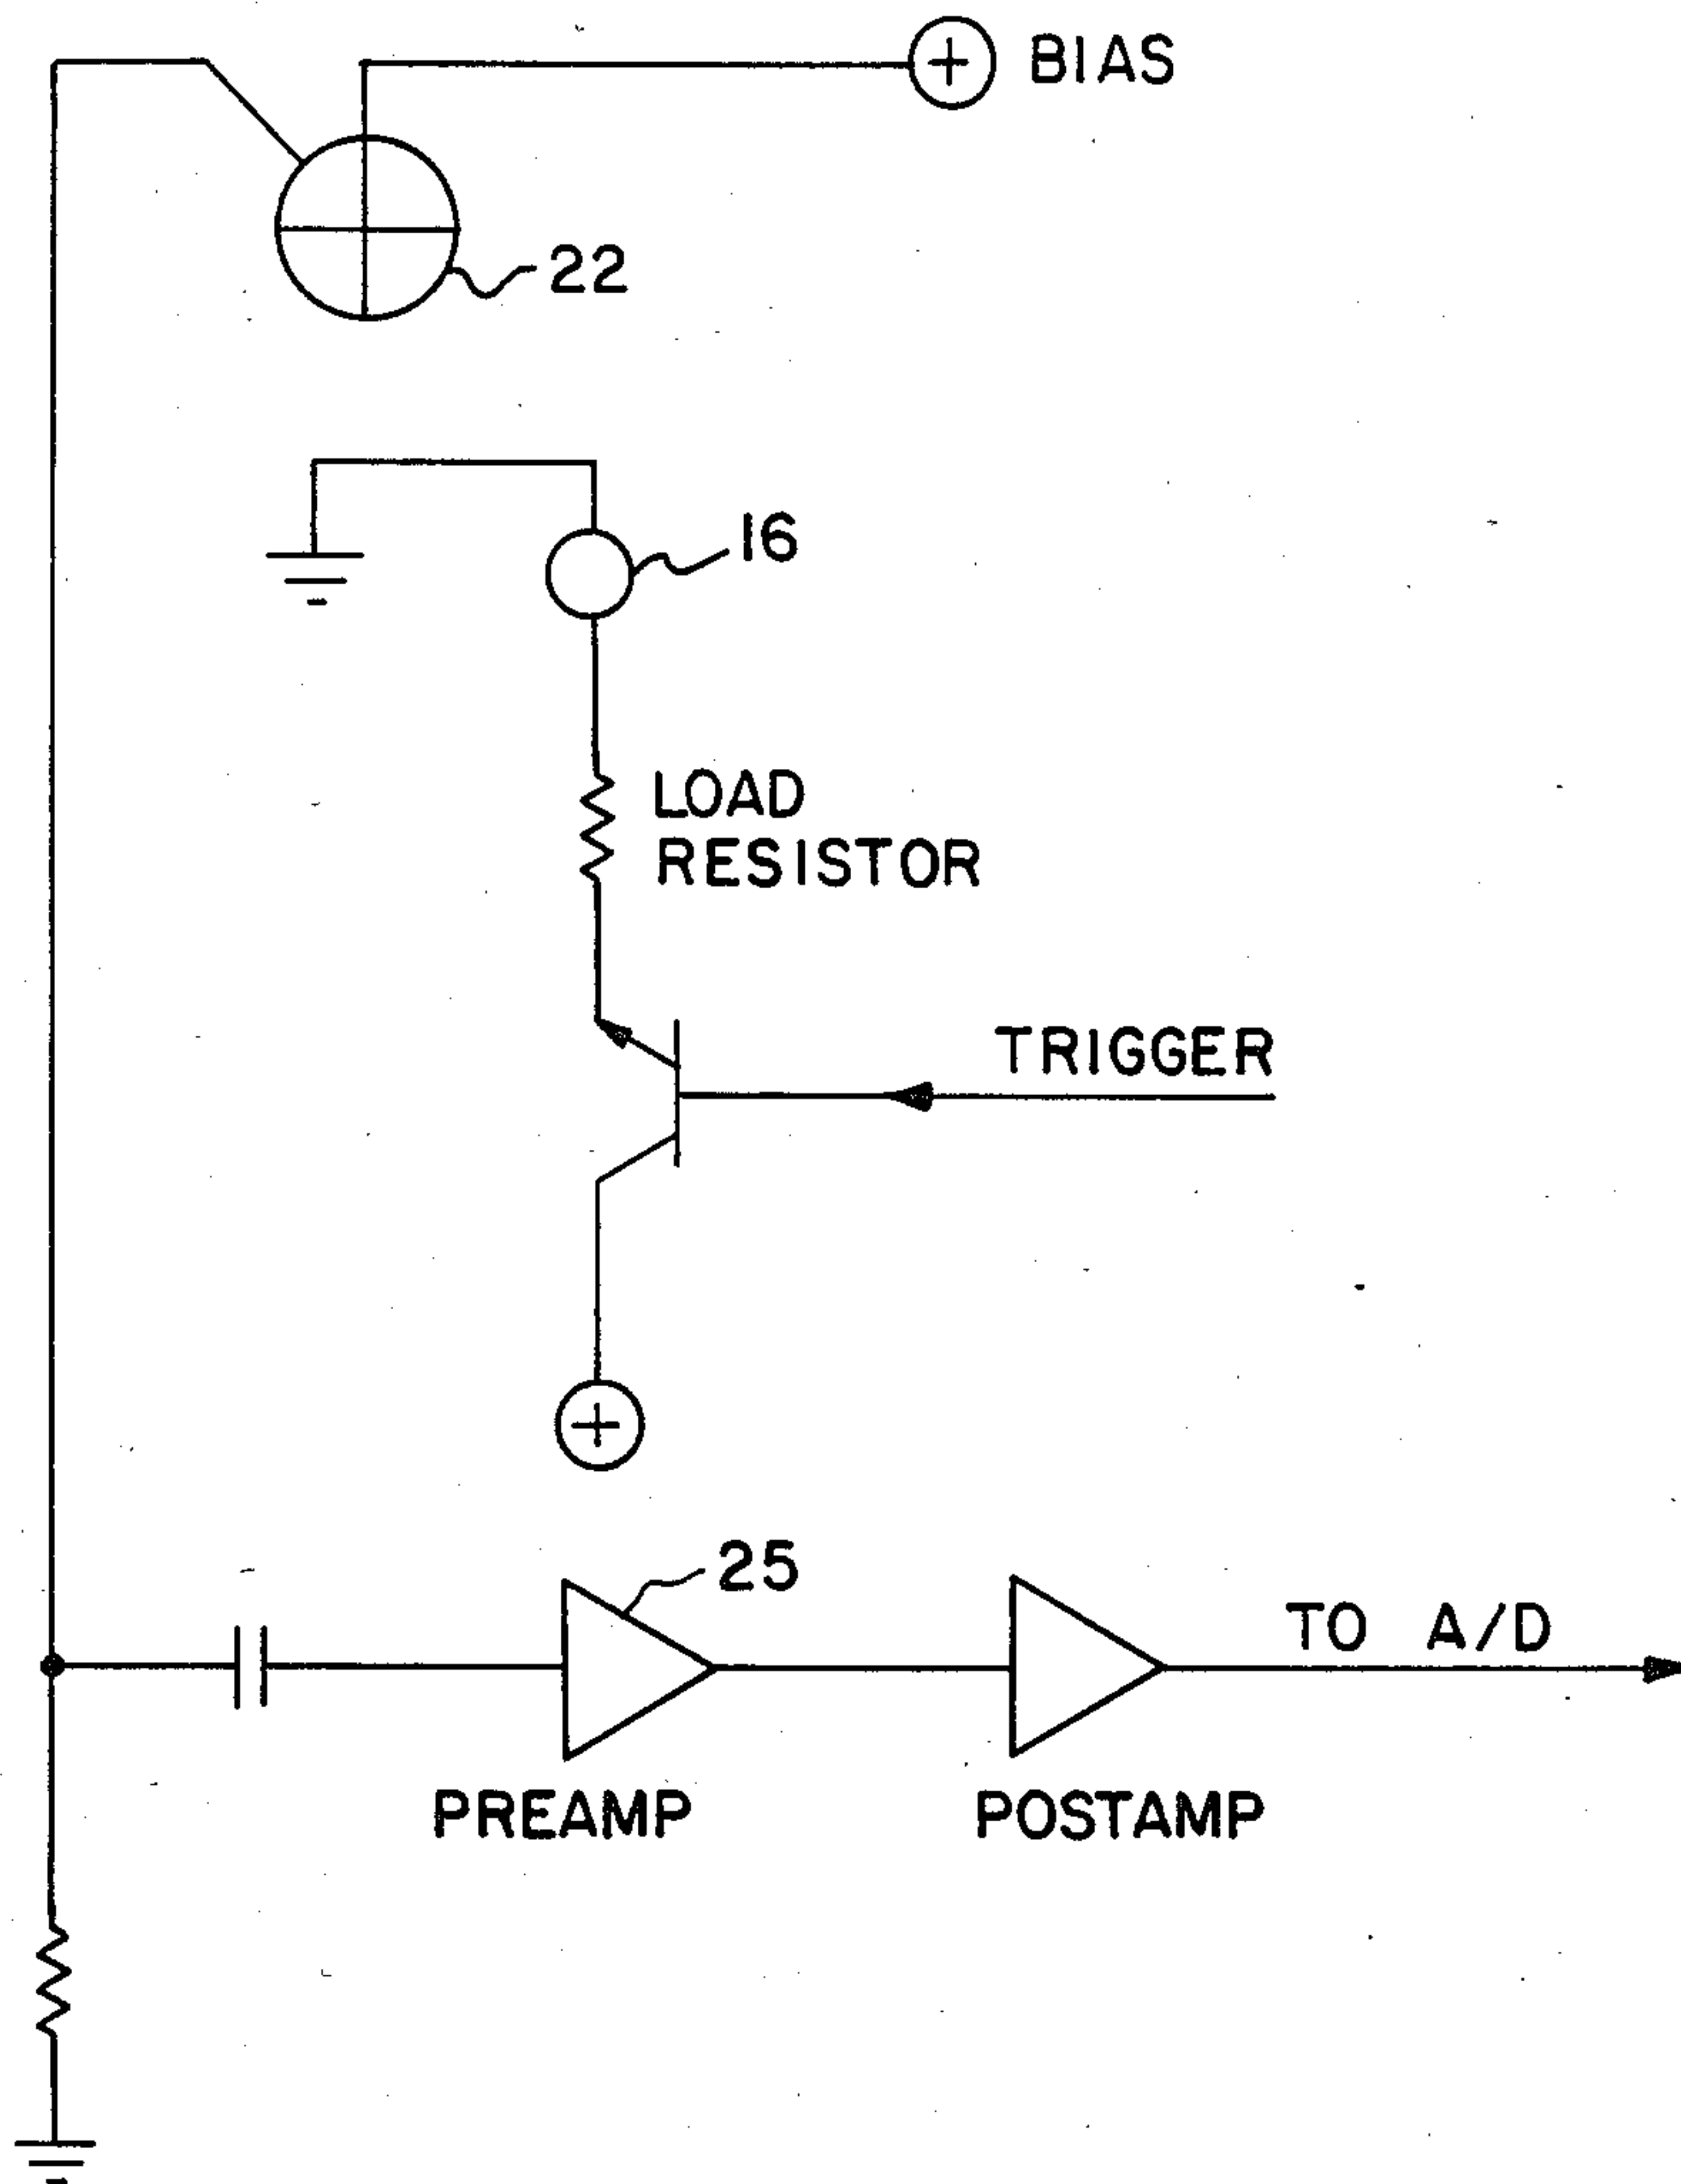 BIAS
22
16
LOAD
RESISTOR
TRIGGER
25
TO A/D
PREAMP
POSTAMP